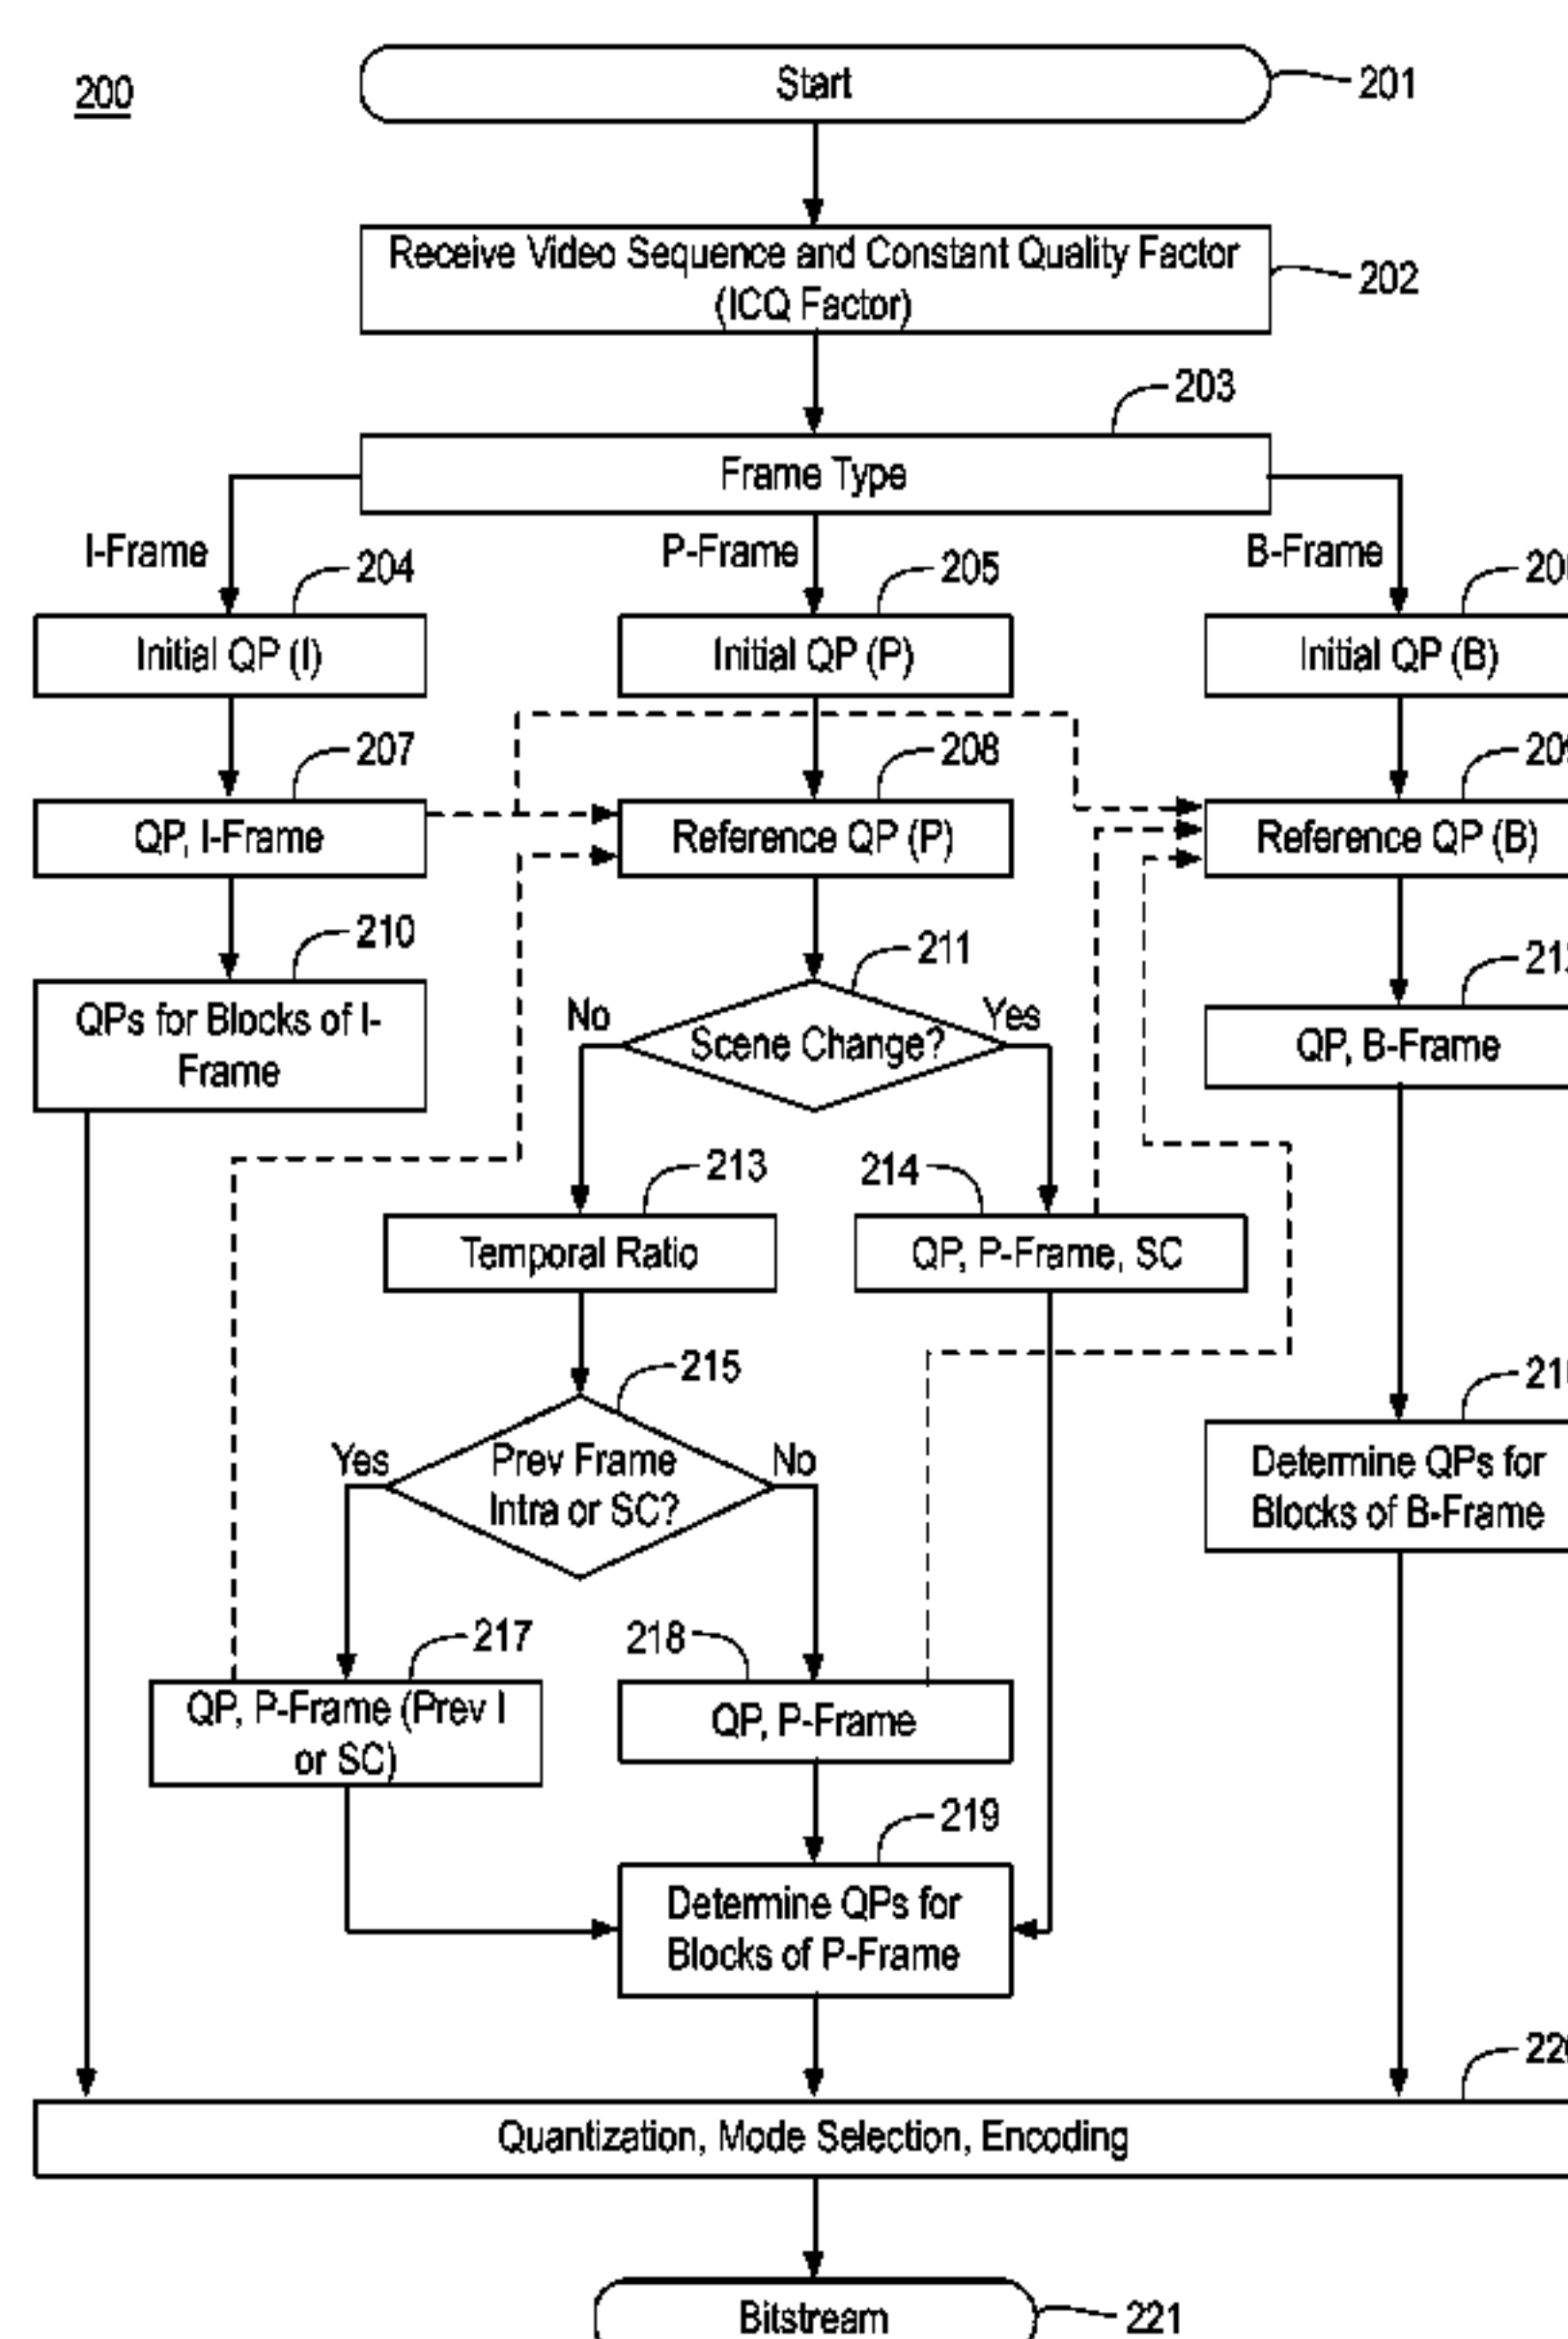 200
Start
201
Receive Video Sequence and Constant Quality Factor
(ICQ Factor)
202
203
Frame Type
I-Frame
P-Frame
B-Frame
204
205
Initial QP (I)
Initial QP (P)
Initial QP (B)
207
208
QP, I-Frame
Reference QP (P)
Reference QP (B)
210
211
QPs for Blocks of I-
Frame
No
Scene Change?
Yes
QP, B-Frame
213
214
Temporal Ratio
QP, P-Frame, SC
215
Yes
Prev Frame
Intra or SC?
No
Determine QPs for
Blocks of B-Frame
217
218
QP, P-Frame (Prev I
or SC)
QP, P-Frame
219
Determine QPs for
Blocks of P-Frame
Quantization, Mode Selection, Encoding
Bitstream
221